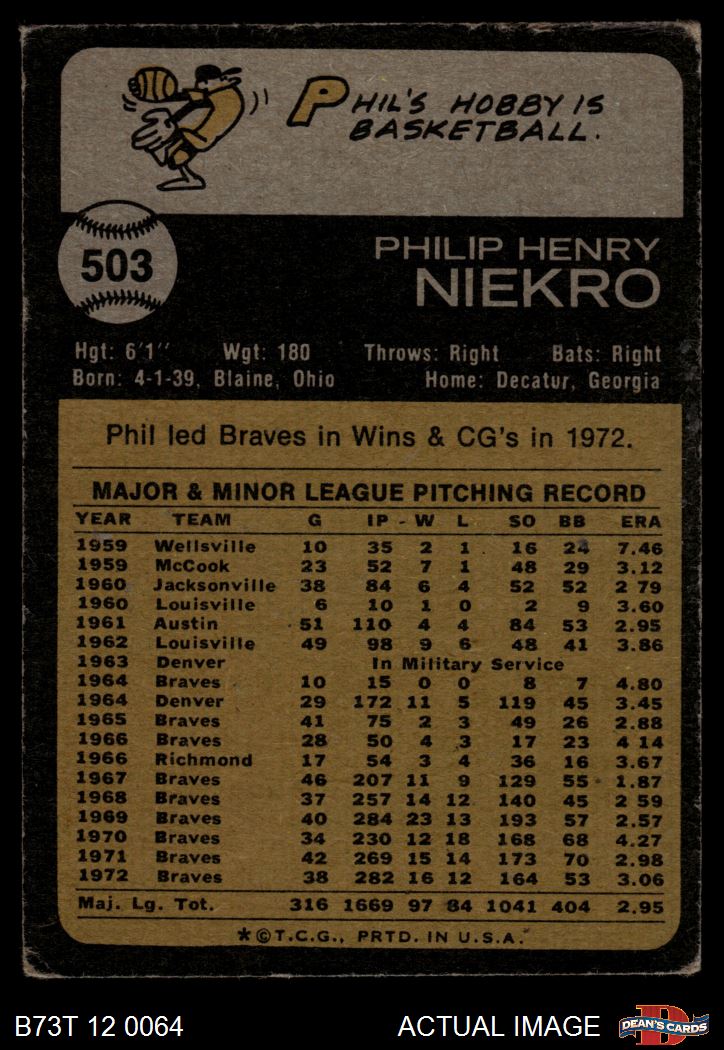 PHIL'S HOBBY IS
BASKETBALL.
503
PHILIP HENRY
NIEKRO
Hgt: 6'1" Wgt: 180 Throws: Right Bats: Right
Born: 4-1-39, Blaine, Ohio Home: Decatur, Georgia
Phil led Braves in Wins & CG's in 1972.
MAJOR & MINOR LEAGUE PITCHING RECORD
YEAR TEAM G IP - W L SO BB ERA
1959 Wellsville 10 35 2 1 16 24 7.46
1959 McCook 23 52 7 1 48 29 3.12
1960 Jacksonville 38 84 6 4 52 52 2 79
1960 Louisville 6 10 1 0 2 9 3.60
1961 Austin 51 110 4 4 84 53 2.95
1962 Louisville 49 98 9 6 48 41 3.86
1963 Denver In Military Service
1964 Braves 10 15 0 0 8 7 4.80
1964 Denver 29 172 11 5 119 45 3.45
1965 Braves 41 75 2 3 49 26 2.88
1966 Braves 28 50 4 3 17 23 4 14
1966 Richmond 17 54 3 4 36 16 3.67
1967 Braves 46 207 11 9 129 55 1.87
1968 Braves 37 257 14 12 140 45 2 59
1969 Braves 40 284 23 13 193 57 2.57
1970 Braves 34 230 12 18 168 68 4.27
1971 Braves 42 269 15 14 173 70 2.98
1972 Braves 38 282 16 12 164 53 3.06
Maj. Lg. Tot. 316 1669 97 84 1041 404 2.95
*©T.C.G., PRTD. IN U.S.A.
B73T 12 0064 ACTUAL IMAGE
D
DEAN'S CARDS